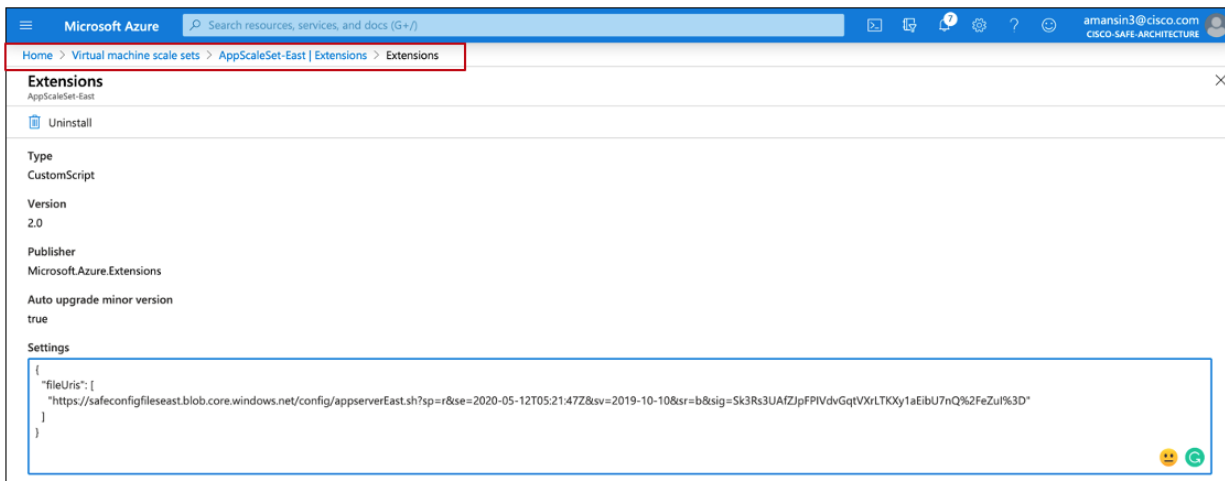 Microsoft Azure
Search resources, services, and docs (G+/)
7
?
amansin3@cisco.com
CISCO-SAFE-ARCHITECTURE
Home > Virtual machine scale sets > AppScaleSet-East | Extensions > Extensions
Extensions
AppScaleSet-East
Uninstall
Type
CustomScript
Version
2.0
Publisher
Microsoft.Azure.Extensions
Auto upgrade minor version
true
Settings
{
"fileUris": [
"https://safeconfigfileseast.blob.core.windows.net/config/appserverEast.sh?sp=r&se=2020-05-12T05:21:47Z&sv=2019-10-10&sr=b&sig=Sk3Rs3UAfZJpFPIVdvGqtVXrLTKXy1aEibU7nQ%2FeZuI%3D"
]
}